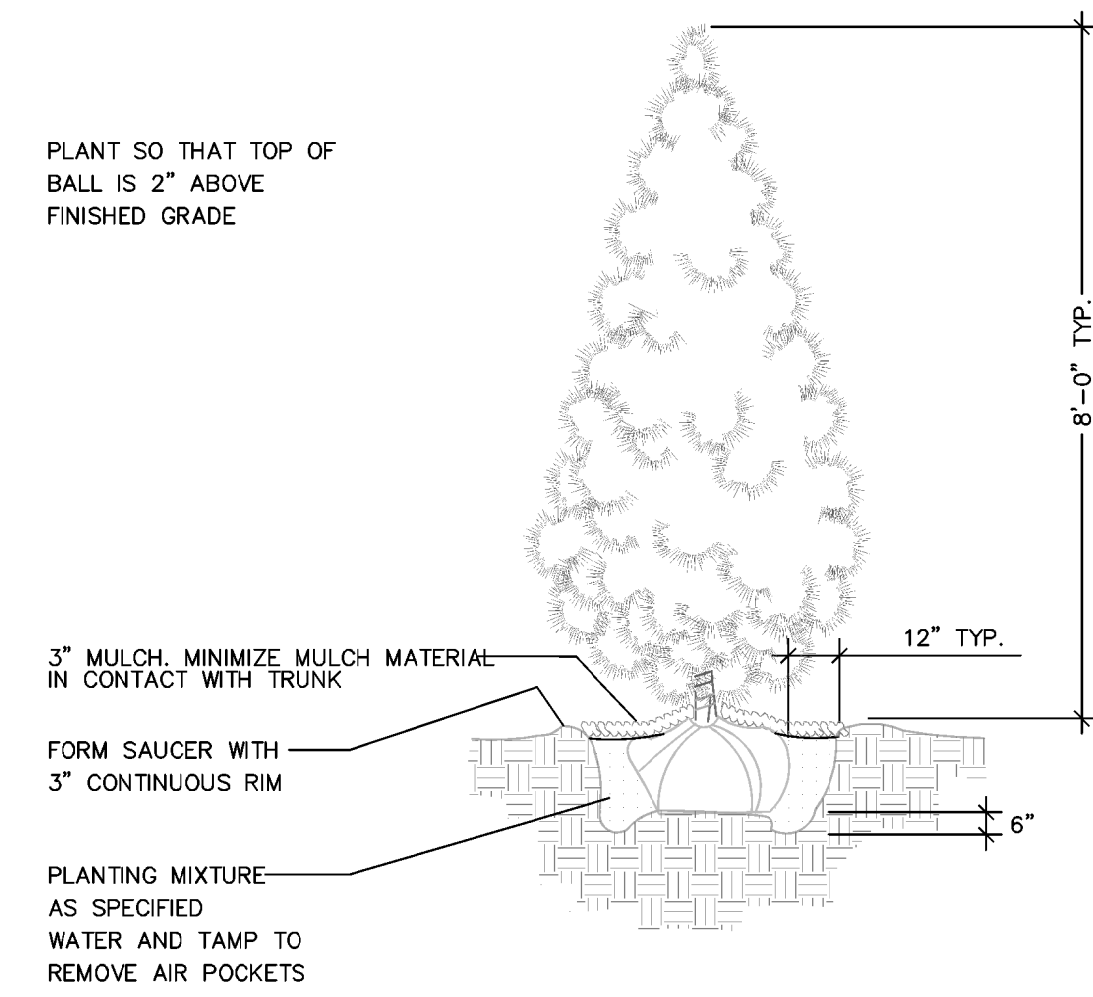 PLANT SO THAT TOP OF
BALL IS 2” ABOVE
FINISHED GRADE
8’-0” TYP.
12” TYP.
3” MULCH. MINIMIZE MULCH MATERIAL
IN CONTACT WITH TRUNK
FORM SAUCER WITH
3” CONTINUOUS RIM
6”
PLANTING MIXTURE
AS SPECIFIED
WATER AND TAMP TO
REMOVE AIR POCKETS